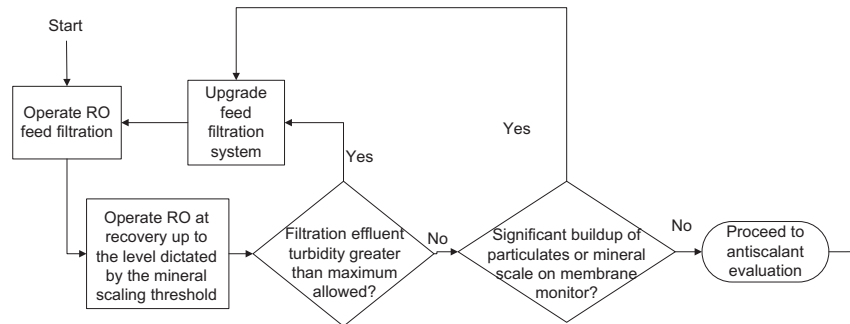 Start
Operate RO
feed filtration
Upgrade
feed
filtration
system
Yes
Yes
Operate RO at
recovery up to
the level dictated
by the mineral
scaling threshold
Filtration effluent
turbidity greater
than maximum
allowed?
No
Significant buildup of
particulates or mineral
scale on membrane
monitor?
No
Proceed to
antiscalant
evaluation